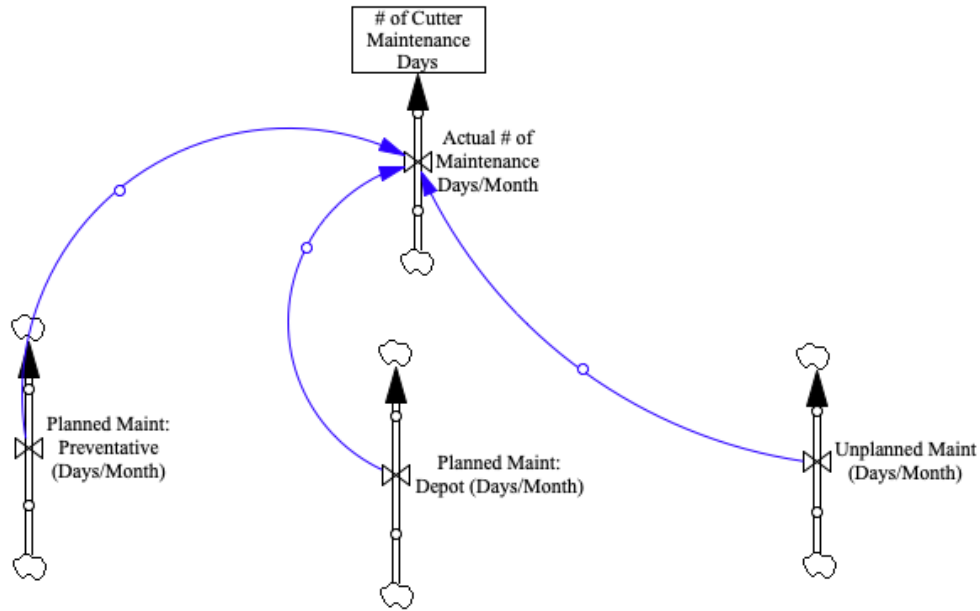 # of Cutter
Maintenance
Days
Actual # of
Maintenance
Days/Month
Planned Maint:
Preventative
(Days/Month)
Planned Maint:
Depot (Days/Month)
Unplanned Maint
(Days/Month)